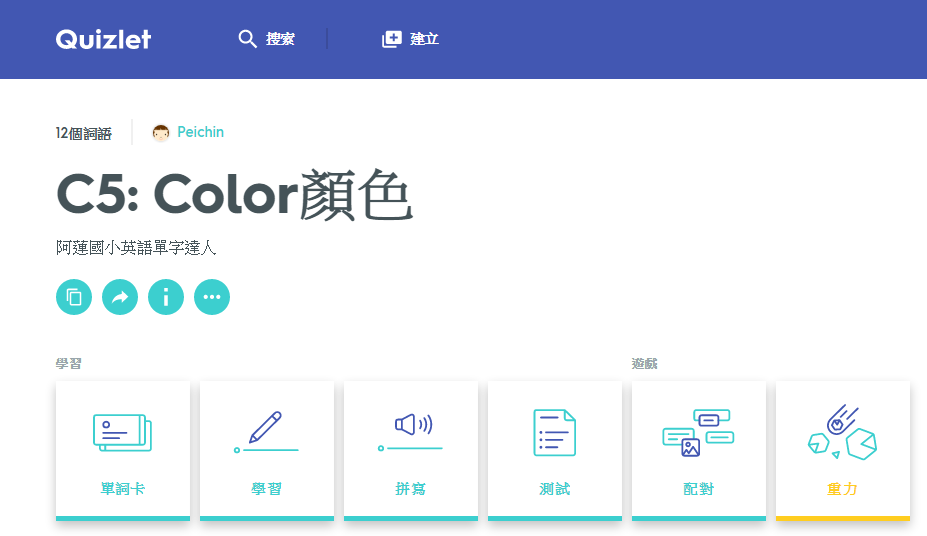 Quizlet 搜索 建立
12個詞語 Peichin
C5: Color顏色
阿蓮國小英語單字達人
學習 遊戲
單詞卡 學習 拼寫 測試 配對 重力